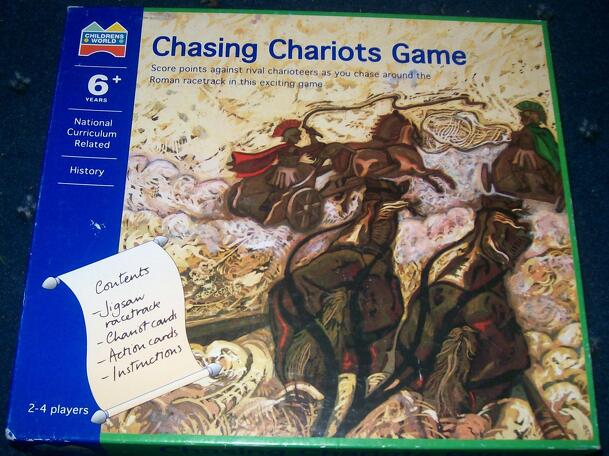 CHILDRENS
WORLD
Chasing Chariots Game
Score points against rival charioteers as you chase around the
Roman racetrack in this exciting game
6+
YEARS
National
Curriculum
Related
History
Contents
- Jigsaw
racetrack
- Chariot cards
- Action cards
- Instructions
2-4 players